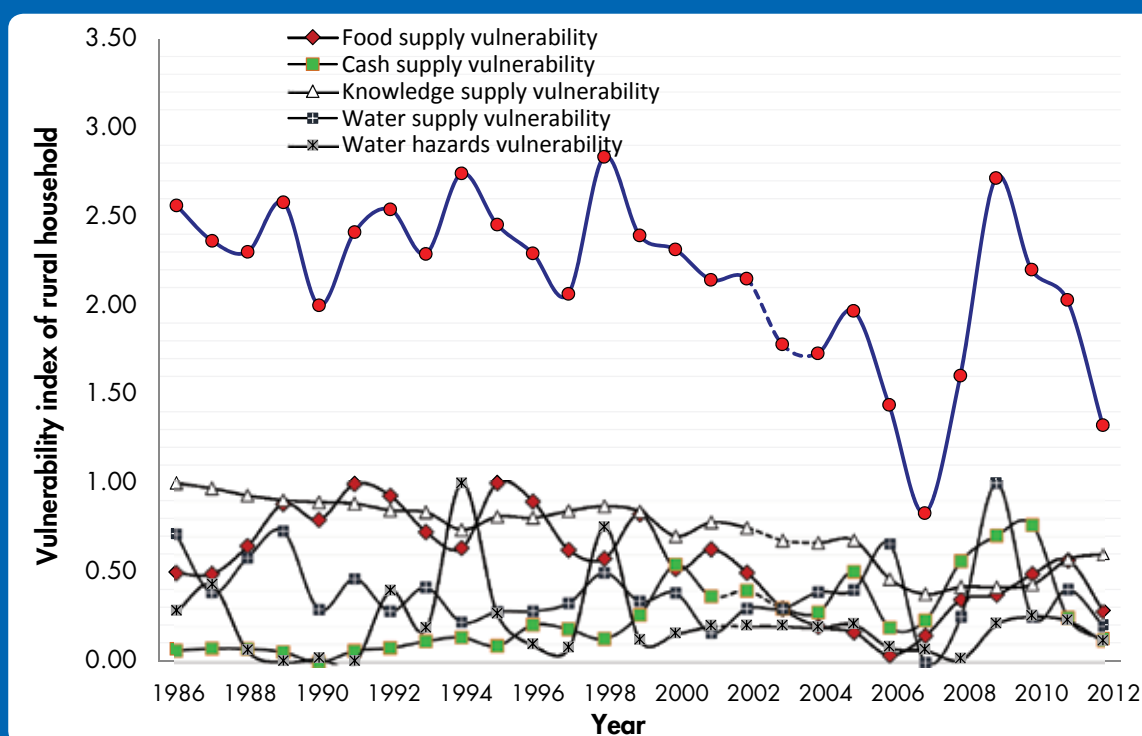 3.50
3.00
2.50
2.00
1.50
1.00
0.50
0.00
Vulnerability index of rural household
Food supply vulnerability
Cash supply vulnerability
Knowledge supply vulnerability
Water supply vulnerability
Water hazards vulnerability
1986 1988 1990 1992 1994 1996 1998 2000 2002 2004 2006 2008 2010 2012
Year